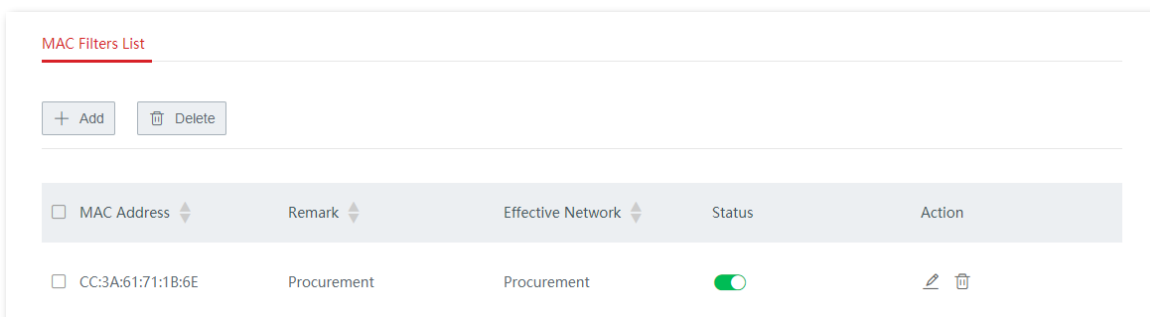 MAC Filters List
Add Delete
MAC Address Remark Effective Network Status Action
CC:3A:61:71:1B:6E Procurement Procurement